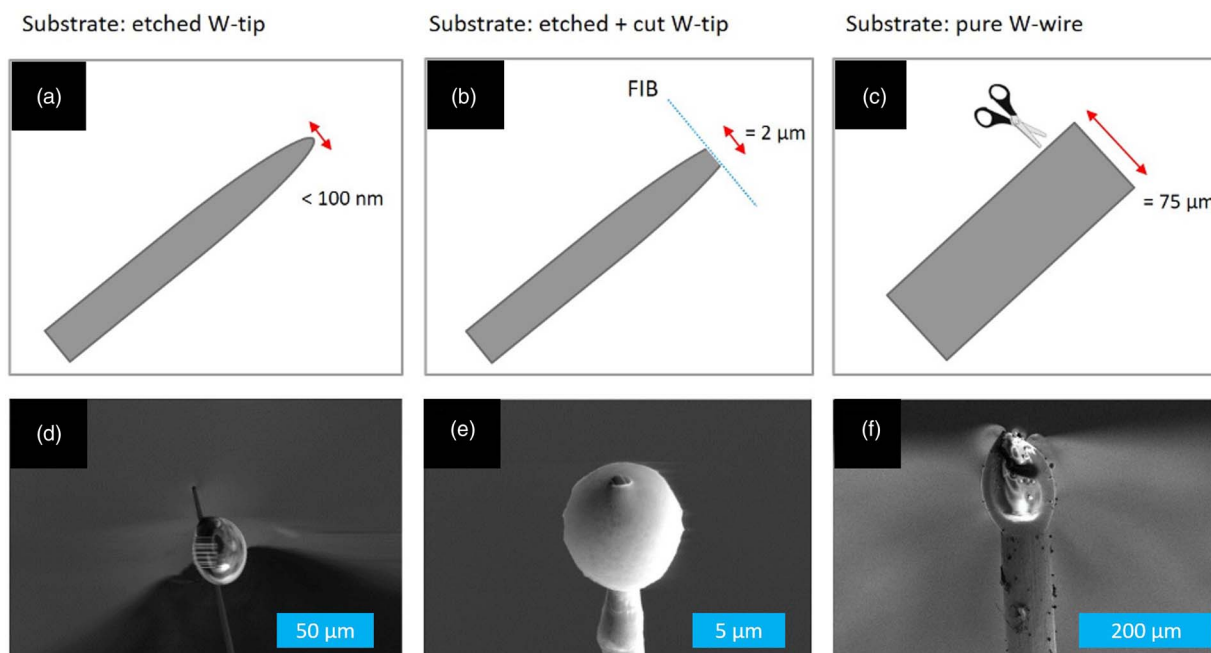 Substrate: etched W-tip
Substrate: etched + cut W-tip
Substrate: pure W-wire
(a)
< 100 nm
(b)
FIB
= 2 µm
(c)
= 75 µm
(d)
50 µm
(e)
5 µm
(f)
200 µm